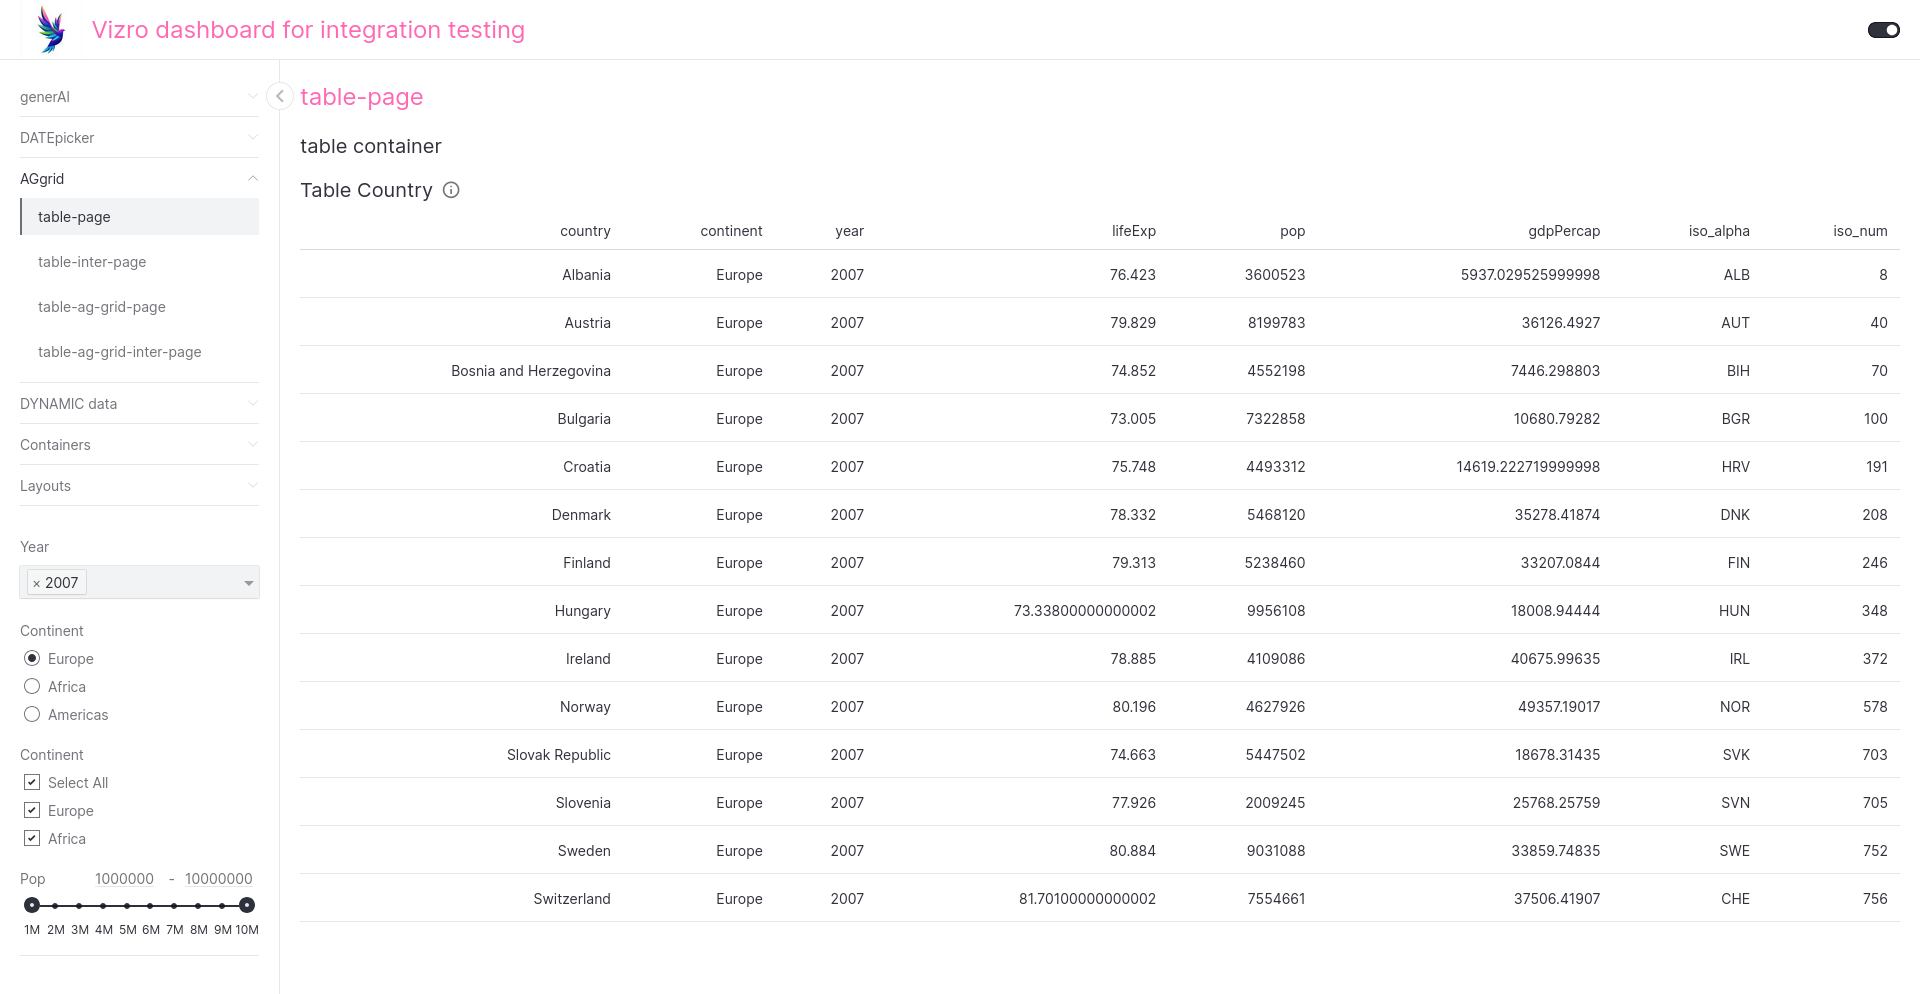 Vizro dashboard for integration testing
generAI
DATEpicker
AGgrid
table-page
table-inter-page
table-ag-grid-page
table-ag-grid-inter-page
DYNAMIC data
Containers
Layouts
Year
× 2007
Continent
Europe
Africa
Americas
Continent
Select All
Europe
Africa
Pop 1000000 - 10000000
1M 2M 3M 4M 5M 6M 7M 8M 9M 10M
table-page
table container
Table Country
country continent year lifeExp pop gdpPercap iso_alpha iso_num
Albania Europe 2007 76.423 3600523 5937.029525999998 ALB 8
Austria Europe 2007 79.829 8199783 36126.4927 AUT 40
Bosnia and Herzegovina Europe 2007 74.852 4552198 7446.298803 BIH 70
Bulgaria Europe 2007 73.005 7322858 10680.79282 BGR 100
Croatia Europe 2007 75.748 4493312 14619.222719999998 HRV 191
Denmark Europe 2007 78.332 5468120 35278.41874 DNK 208
Finland Europe 2007 79.313 5238460 33207.0844 FIN 246
Hungary Europe 2007 73.33800000000002 9956108 18008.94444 HUN 348
Ireland Europe 2007 78.885 4109086 40675.99635 IRL 372
Norway Europe 2007 80.196 4627926 49357.19017 NOR 578
Slovak Republic Europe 2007 74.663 5447502 18678.31435 SVK 703
Slovenia Europe 2007 77.926 2009245 25768.25759 SVN 705
Sweden Europe 2007 80.884 9031088 33859.74835 SWE 752
Switzerland Europe 2007 81.70100000000002 7554661 37506.41907 CHE 756